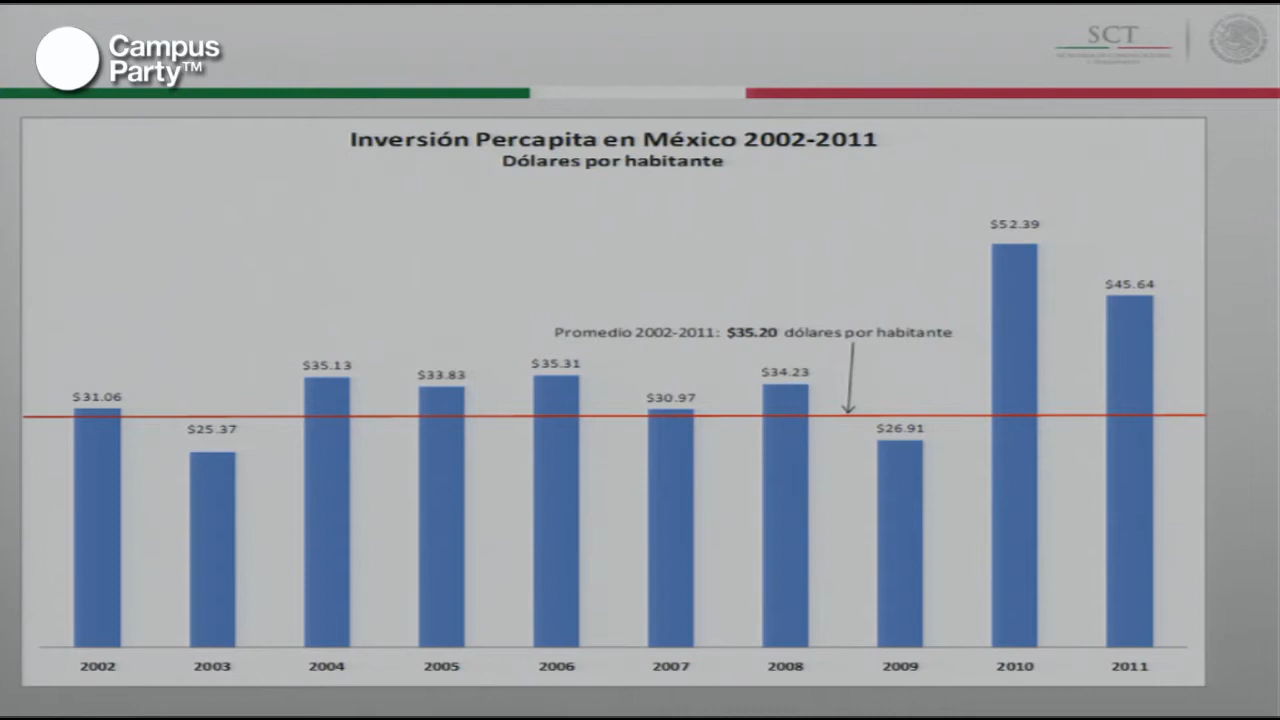 Campus
Party™
SCT
Inversión Percapita en México 2002-2011
Dólares por habitante
$52.39
$45.64
Promedio 2002-2011: $35.20 dólares por habitante
$35.13
$35.31
$33.83
$34.23
$31.06
$30.97
$25.37
$26.91
2002 2003 2004 2005 2006 2007 2008 2009 2010 2011